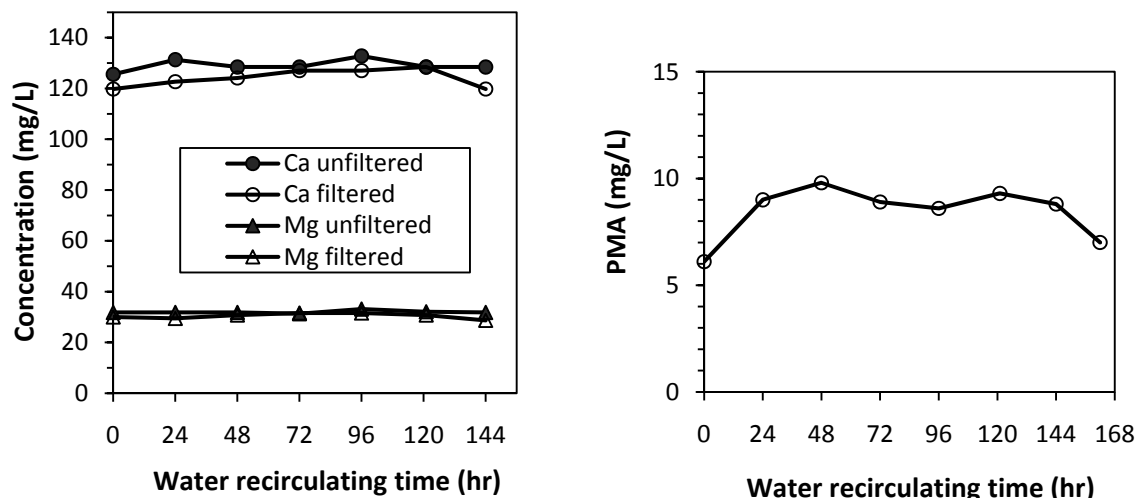 Concentration (mg/L)
140
120
100
80
60
40
20
0
Ca unfiltered
Ca filtered
Mg unfiltered
Mg filtered
0 24 48 72 96 120 144
Water recirculating time (hr)
PMA (mg/L)
15
10
5
0
0 24 48 72 96 120 144 168
Water recirculating time (hr)